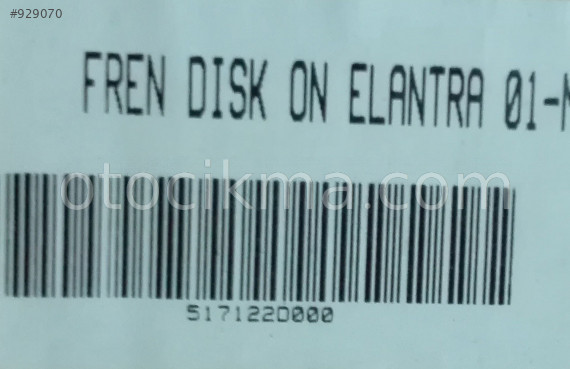 #929070
FREN DISK ON ELANTRA 01-
otocikma.com
517122D000